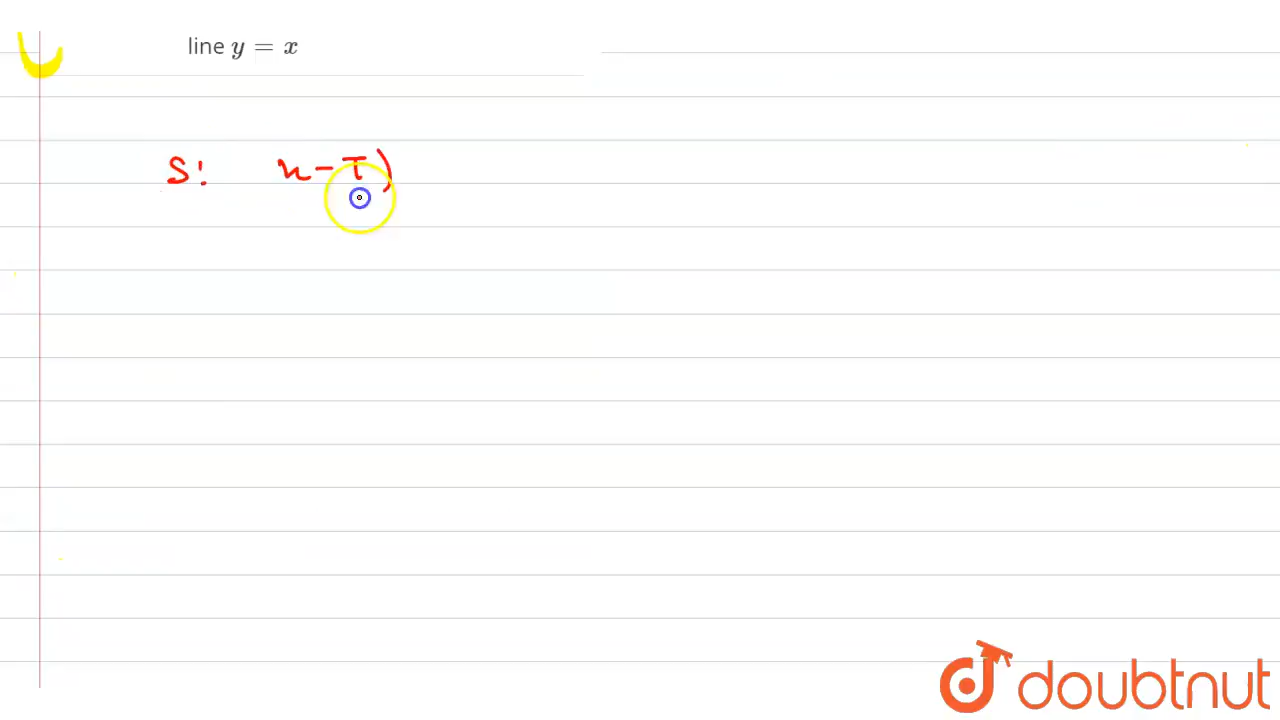 line y = x
S: x - T)
doubtnut